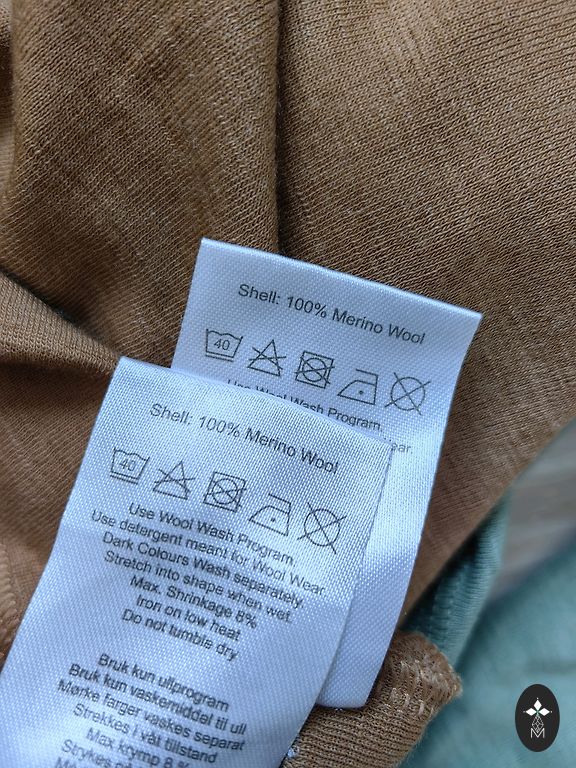 Shell: 100% Merino Wool
40
Use Wool Wash Program.
Shell: 100% Merino Wool
40
Use Wool Wash Program.
Use detergent meant for Wool Wear.
Dark Colours Wash separately
Stretch into shape when wet.
Max. Shrinkage 8%
Iron on low heat
Do not tumble dry
Bruk kun ullprogram
Bruk kun vaskemiddel til ull
Mørke farger vaskes separat
Strekkes i våt tilstand
Max krymp 8 %
Strykes på
M